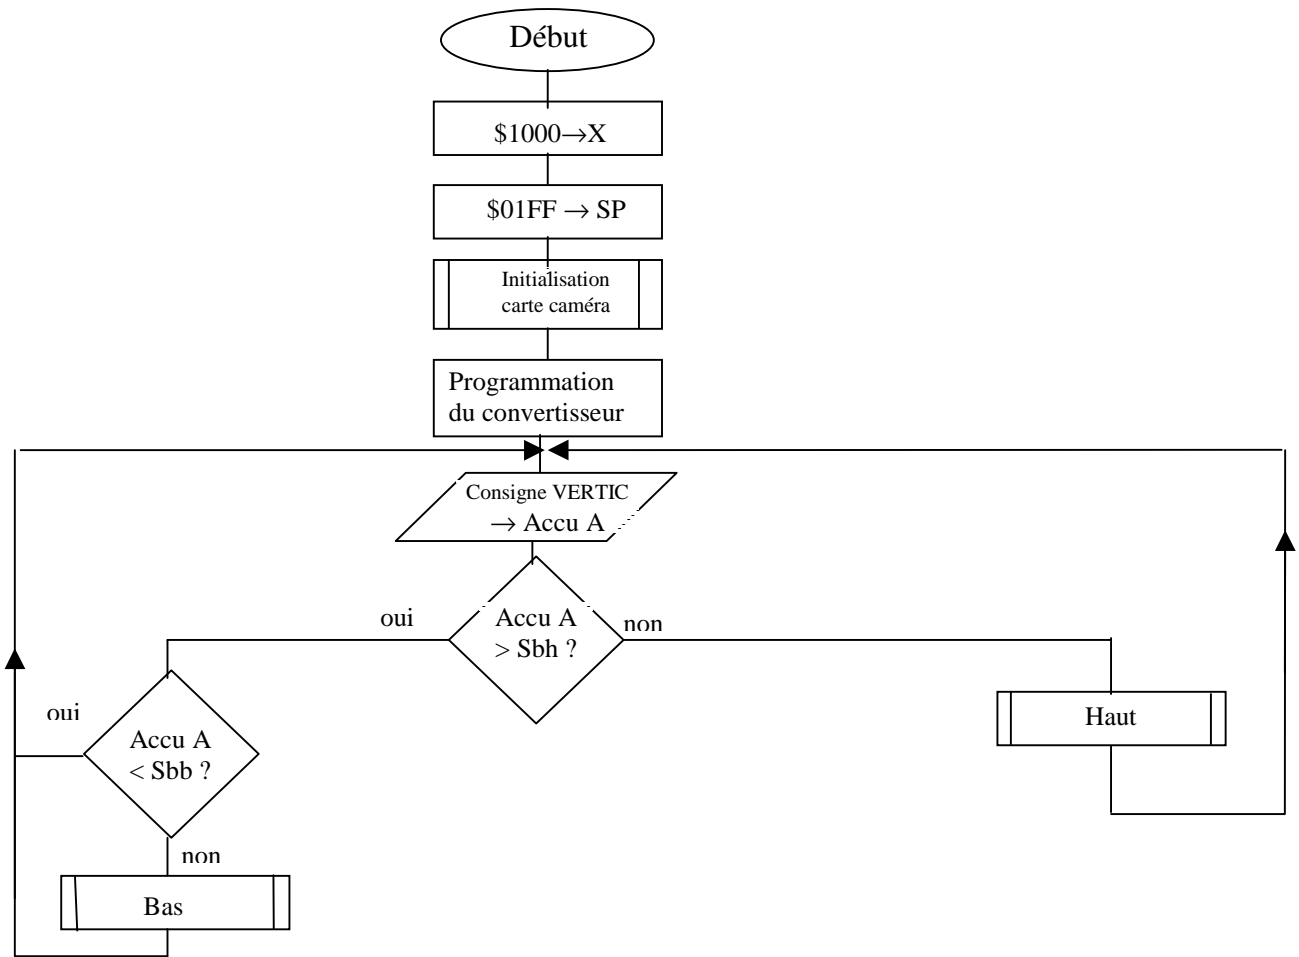 Début
$1000→X
$01FF → SP
Initialisation
carte caméra
Programmation
du convertisseur
Consigne VERTIC
→ Accu A
oui
Accu A
> Sbh ?
non
oui
Accu A
< Sbb ?
Haut
non
Bas